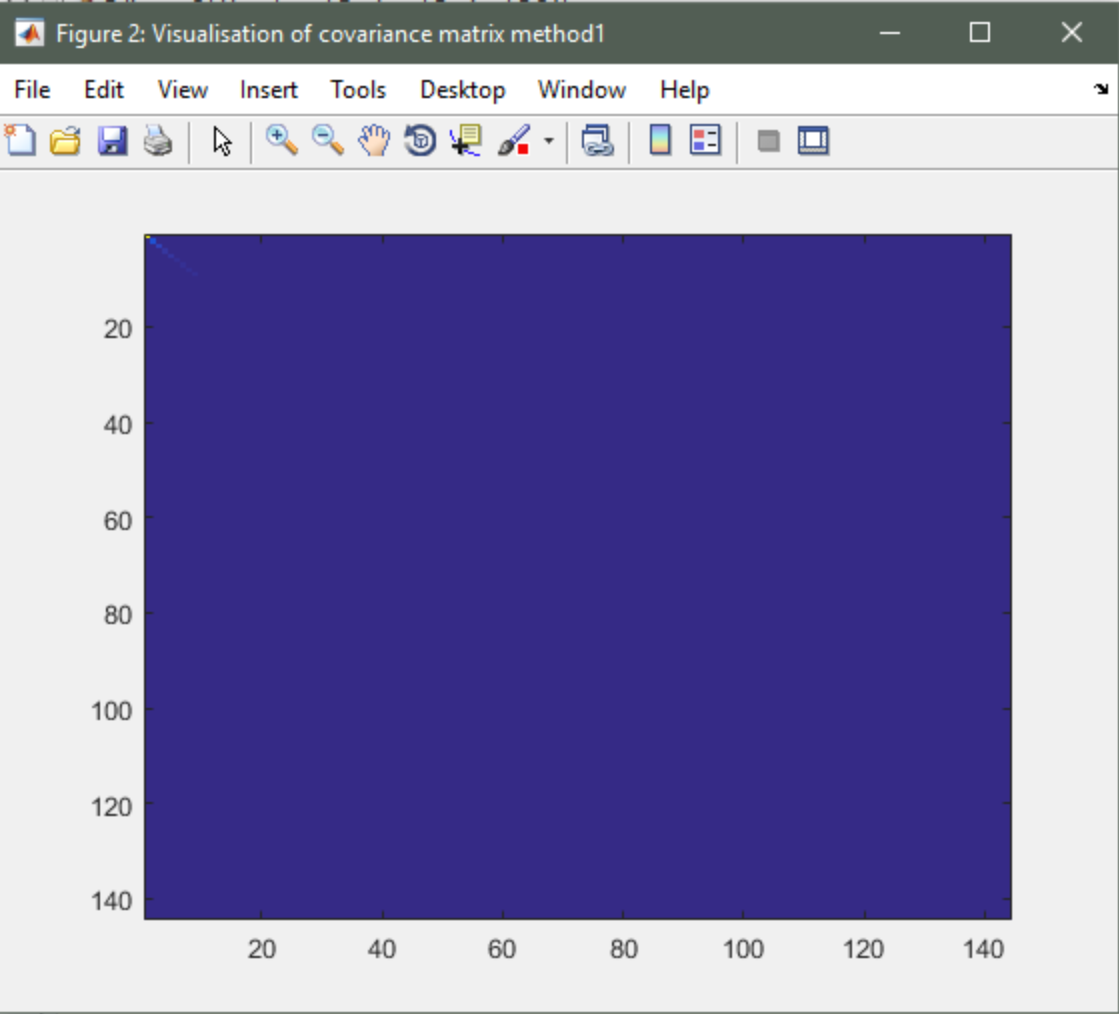 Figure 2: Visualisation of covariance matrix method1
File Edit View Insert Tools Desktop Window Help
20
40
60
80
100
120
140
20 40 60 80 100 120 140